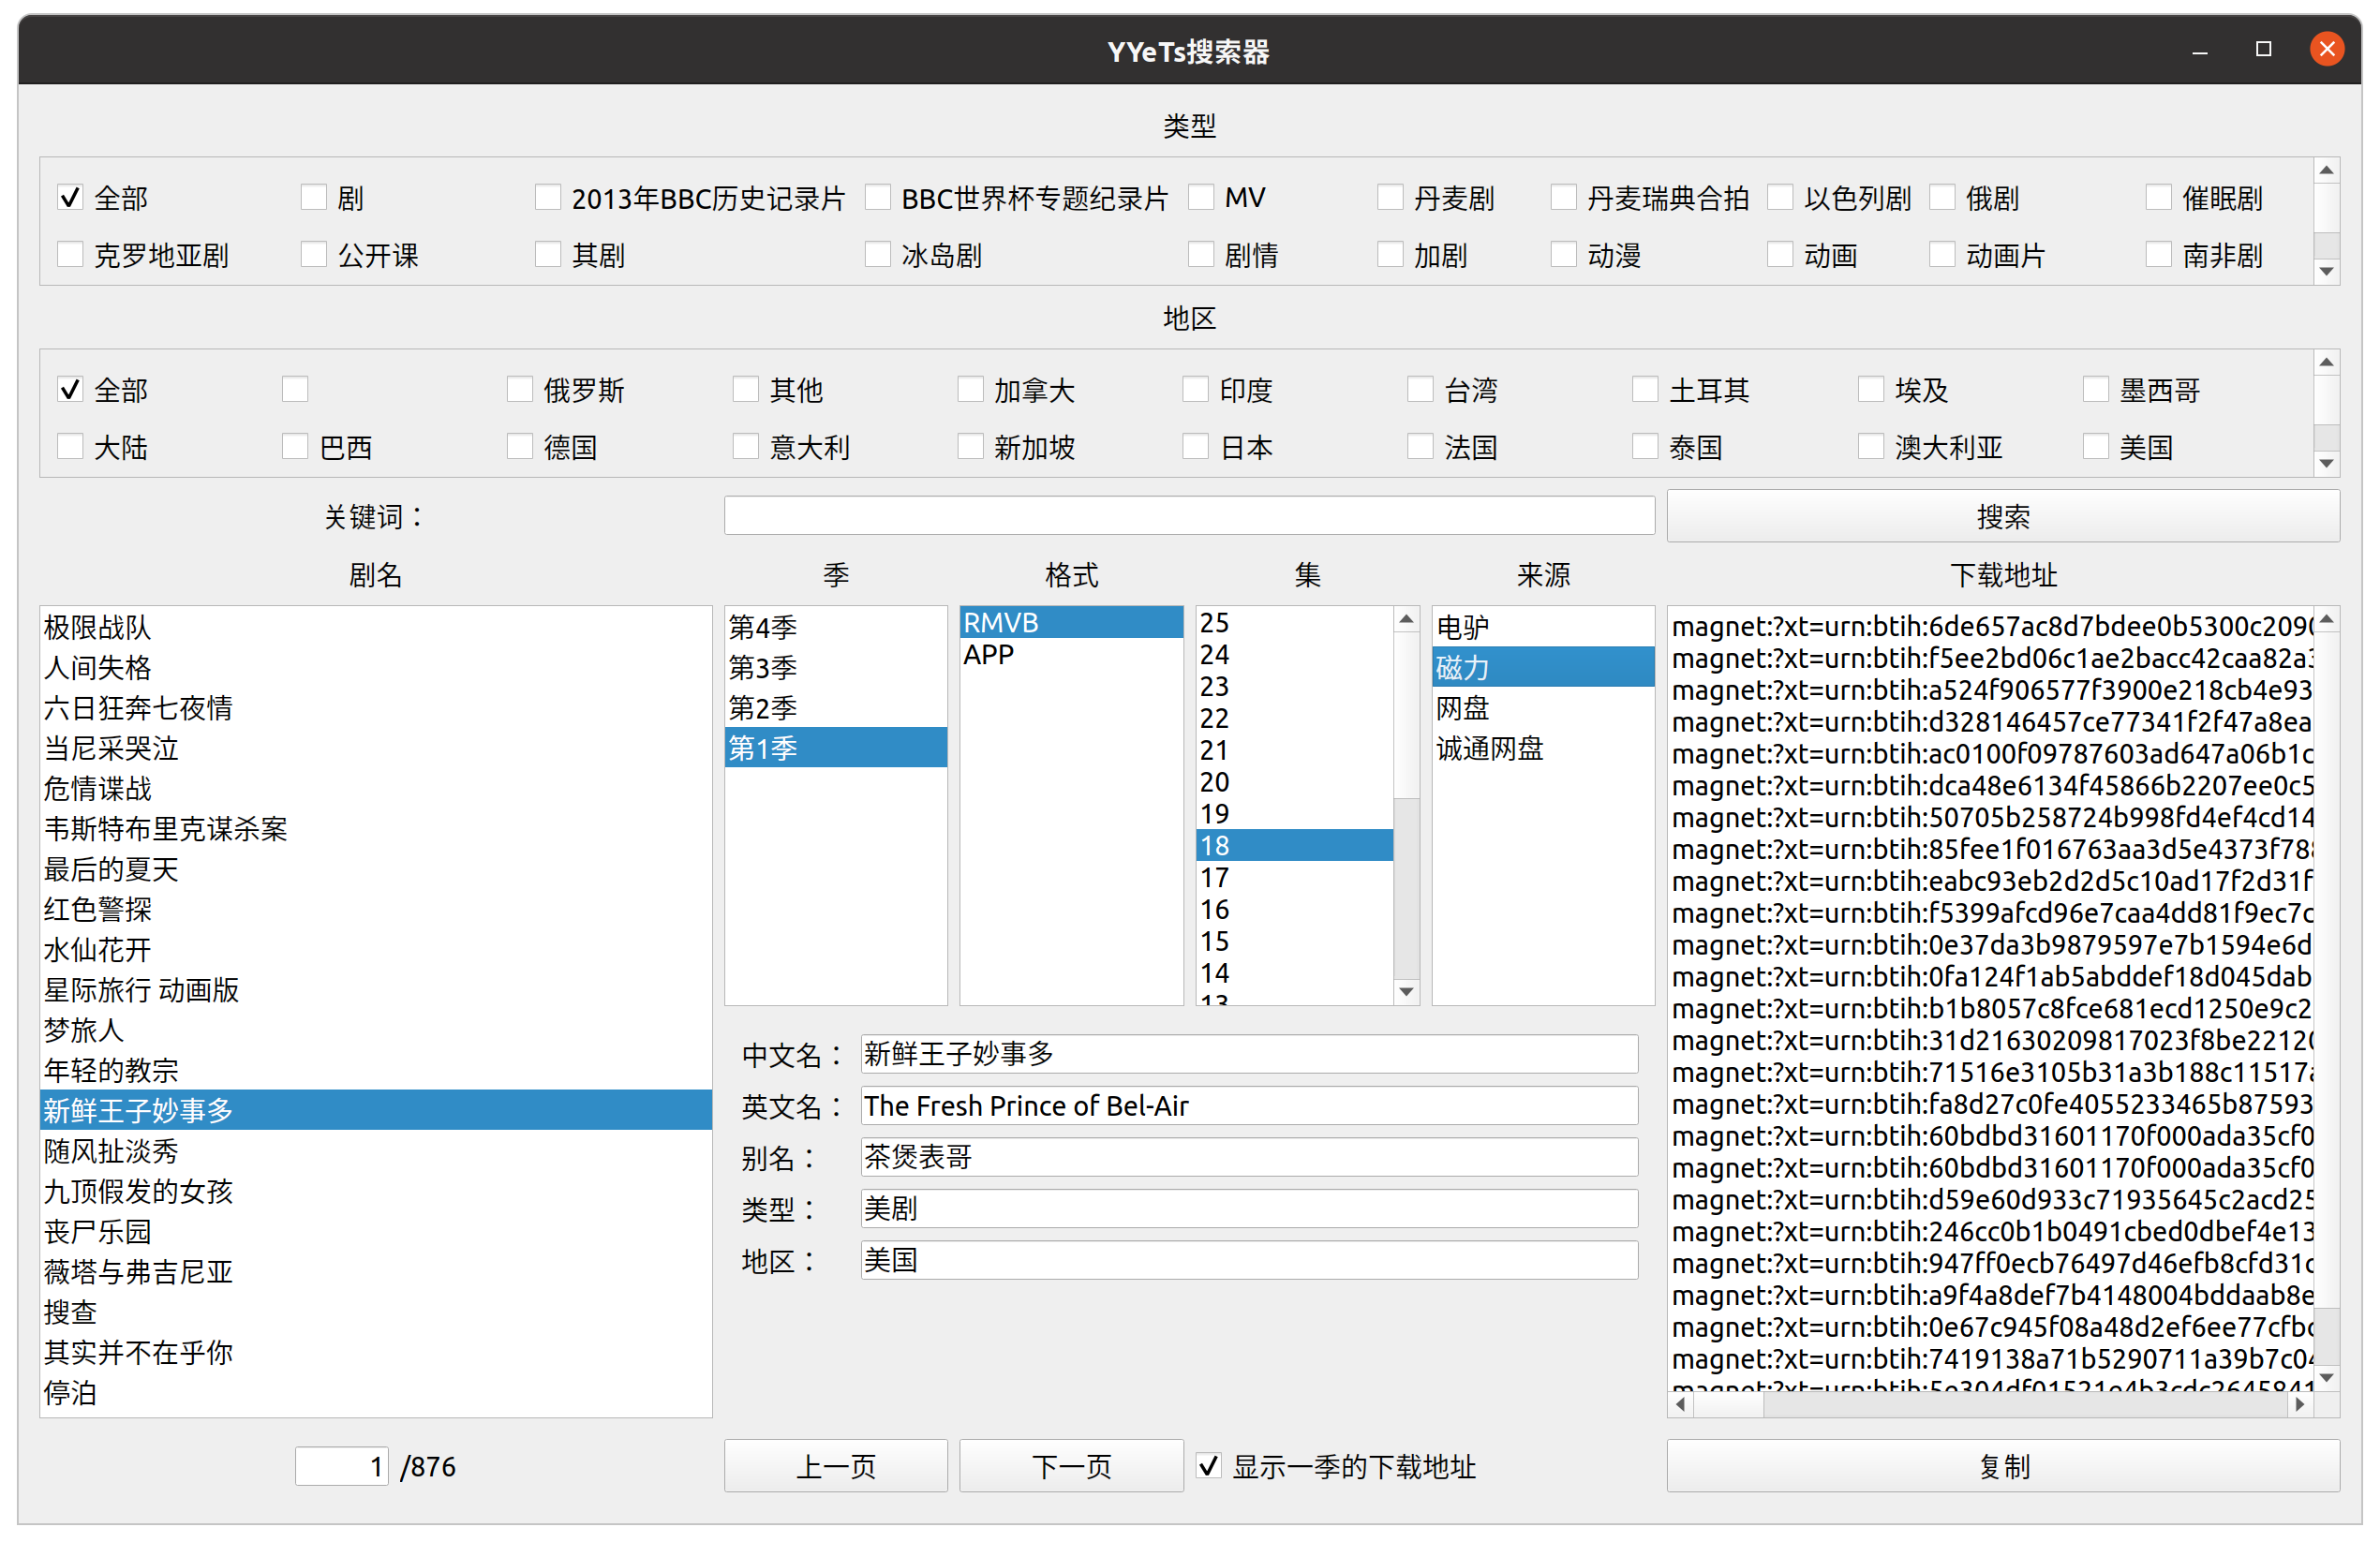 YYeTs搜索器
类型
全部 剧 2013年BBC历史记录片 BBC世界杯专题纪录片 MV 丹麦剧 丹麦瑞典合拍 以色列剧 俄剧 催眠剧
克罗地亚剧 公开课 其剧 冰岛剧 剧情 加剧 动漫 动画 动画片 南非剧
地区
全部 俄罗斯 其他 加拿大 印度 台湾 土耳其 埃及 墨西哥
大陆 巴西 德国 意大利 新加坡 日本 法国 泰国 澳大利亚 美国
关键词： 搜索
剧名 季 格式 集 来源 下载地址
极限战队
人间失格
六日狂奔七夜情
当尼采哭泣
危情谍战
韦斯特布里克谋杀案
最后的夏天
红色警探
水仙花开
星际旅行 动画版
梦旅人
年轻的教宗
新鲜王子妙事多
随风扯淡秀
九顶假发的女孩
丧尸乐园
薇塔与弗吉尼亚
搜查
其实并不在乎你
停泊
第4季
第3季
第2季
第1季
RMVB
APP
25
24
23
22
21
20
19
18
17
16
15
14
13
电驴
磁力
网盘
诚通网盘
中文名： 新鲜王子妙事多
英文名： The Fresh Prince of Bel-Air
别名： 茶煲表哥
类型： 美剧
地区： 美国
magnet:?xt=urn:btih:6de657ac8d7bdee0b5300c2090
magnet:?xt=urn:btih:f5ee2bd06c1ae2bacc42caa82a3
magnet:?xt=urn:btih:a524f906577f3900e218cb4e93
magnet:?xt=urn:btih:d328146457ce77341f2f47a8ea
magnet:?xt=urn:btih:ac0100f09787603ad647a06b1c
magnet:?xt=urn:btih:dca48e6134f45866b2207ee0c5
magnet:?xt=urn:btih:50705b258724b998fd4ef4cd14
magnet:?xt=urn:btih:85fee1f016763aa3d5e4373f788
magnet:?xt=urn:btih:eabc93eb2d2d5c10ad17f2d31f
magnet:?xt=urn:btih:f5399afcd96e7caa4dd81f9ec7c
magnet:?xt=urn:btih:0e37da3b9879597e7b1594e6d
magnet:?xt=urn:btih:0fa124f1ab5abddef18d045dab
magnet:?xt=urn:btih:b1b8057c8fce681ecd1250e9c2
magnet:?xt=urn:btih:31d21630209817023f8be22120
magnet:?xt=urn:btih:71516e3105b31a3b188c11517a
magnet:?xt=urn:btih:fa8d27c0fe4055233465b87593
magnet:?xt=urn:btih:60bdbd31601170f000ada35cf0
magnet:?xt=urn:btih:60bdbd31601170f000ada35cf0
magnet:?xt=urn:btih:d59e60d933c71935645c2acd25
magnet:?xt=urn:btih:246cc0b1b0491cbed0dbef4e13
magnet:?xt=urn:btih:947ff0ecb76497d46efb8cfd31c
magnet:?xt=urn:btih:a9f4a8def7b4148004bddaab8e
magnet:?xt=urn:btih:0e67c945f08a48d2ef6ee77cfbc
magnet:?xt=urn:btih:7419138a71b5290711a39b7c04
1 /876 上一页 下一页 显示一季的下载地址 复制